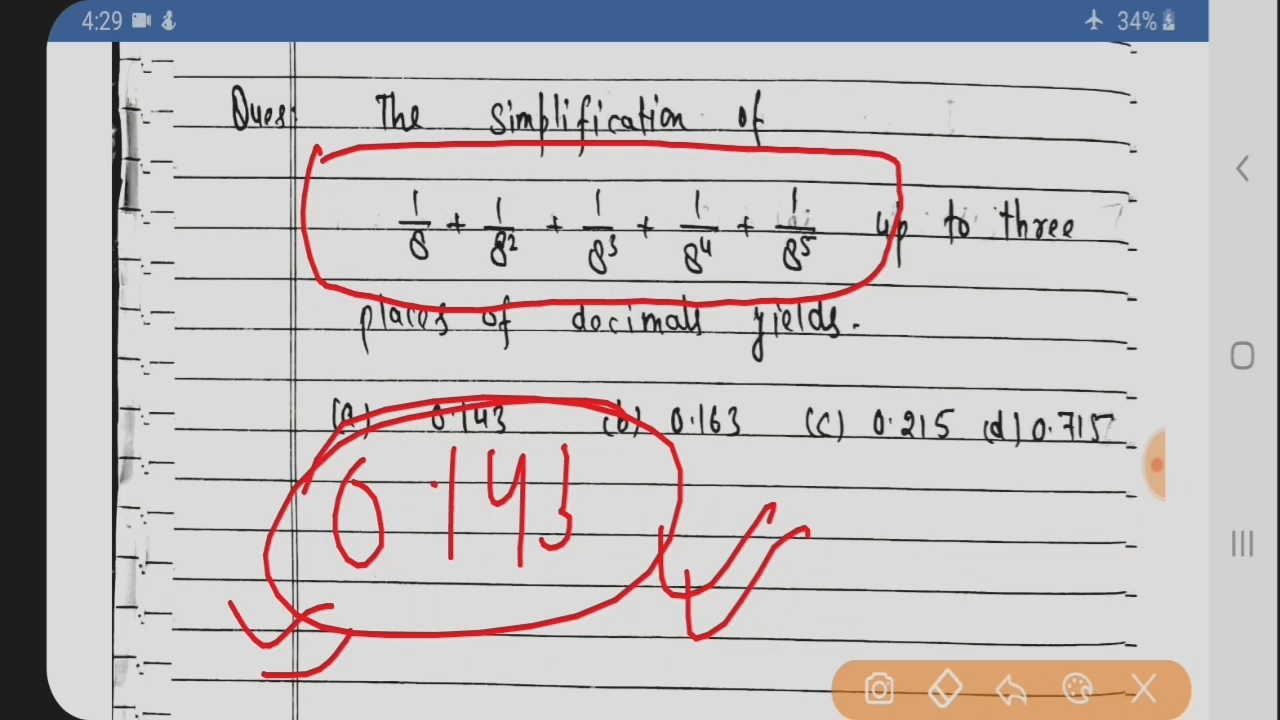 4:29
34%
Ques: The simplification of
1/8 + 1/8² + 1/8³ + 1/8⁴ + 1/8⁵ up to three
places of decimals yields.
(a) 0.143 (b) 0.163 (c) 0.215 (d) 0.715
0.143